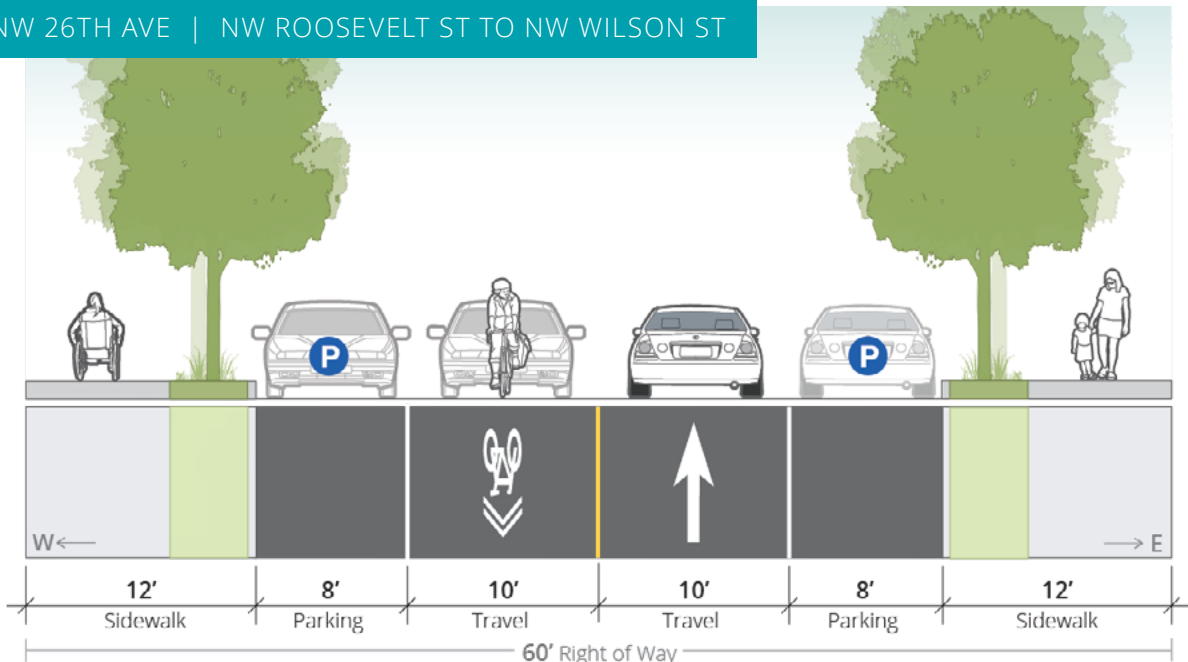 NW 26TH AVE | NW ROOSEVELT ST TO NW WILSON ST
P P
W E
12' 8' 10' 10' 8' 12'
Sidewalk Parking Travel Travel Parking Sidewalk
60' Right of Way